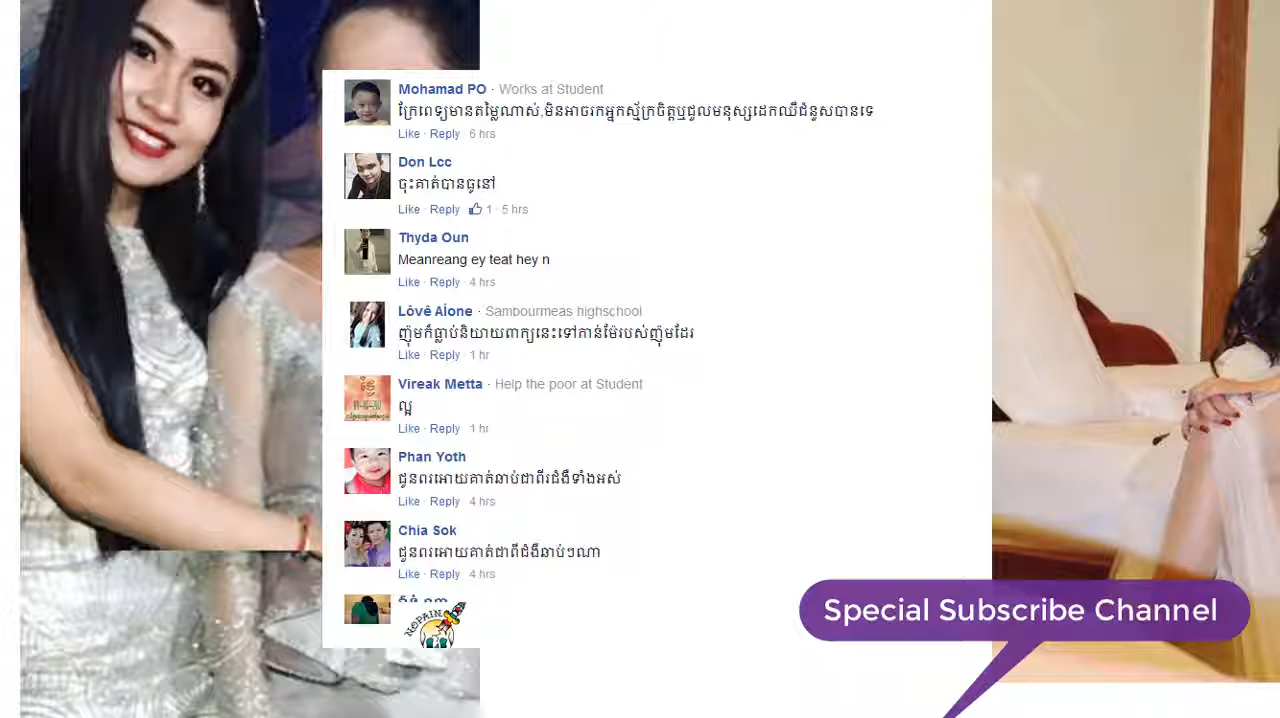 Mohamad PO · Works at Student
ក្រែពេទ្យមានតម្លៃណាស់,មិនអាចរកអ្នកស្ម័គ្រចិត្តឬជួលមនុស្សដេកឈឺជំនួសបានទេ
Like · Reply · 6 hrs
Don Lcc
ចុះគាត់បានធូនៅ
Like · Reply · 1 · 5 hrs
Thyda Oun
Meanreang ey teat hey n
Like · Reply · 4 hrs
Lôvê Aĺone · Sambourmeas highschool
ញ៉ុមក៏ធ្លាប់និយាយពាក្យនេះទៅកាន់ម៉ែរបស់ញ៉ុមដែរ
Like · Reply · 1 hr
Vireak Metta · Help the poor at Student
ល្អ
Like · Reply · 1 hr
Phan Yoth
ជូនពរអោយគាត់ឆាប់ជាពីរជំងឺទាំងអស់
Like · Reply · 4 hrs
Chia Sok
ជូនពរអោយគាត់ជាពីជំងឺឆាប់ៗណា
Like · Reply · 4 hrs
NOPAIN
Special Subscribe Channel